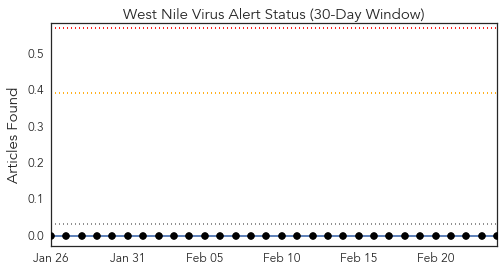 West Nile Virus Alert Status (30-Day Window)
Articles Found
0.5
0.4
0.3
0.2
0.1
0.0
Jan 26 Jan 31 Feb 05 Feb 10 Feb 15 Feb 20